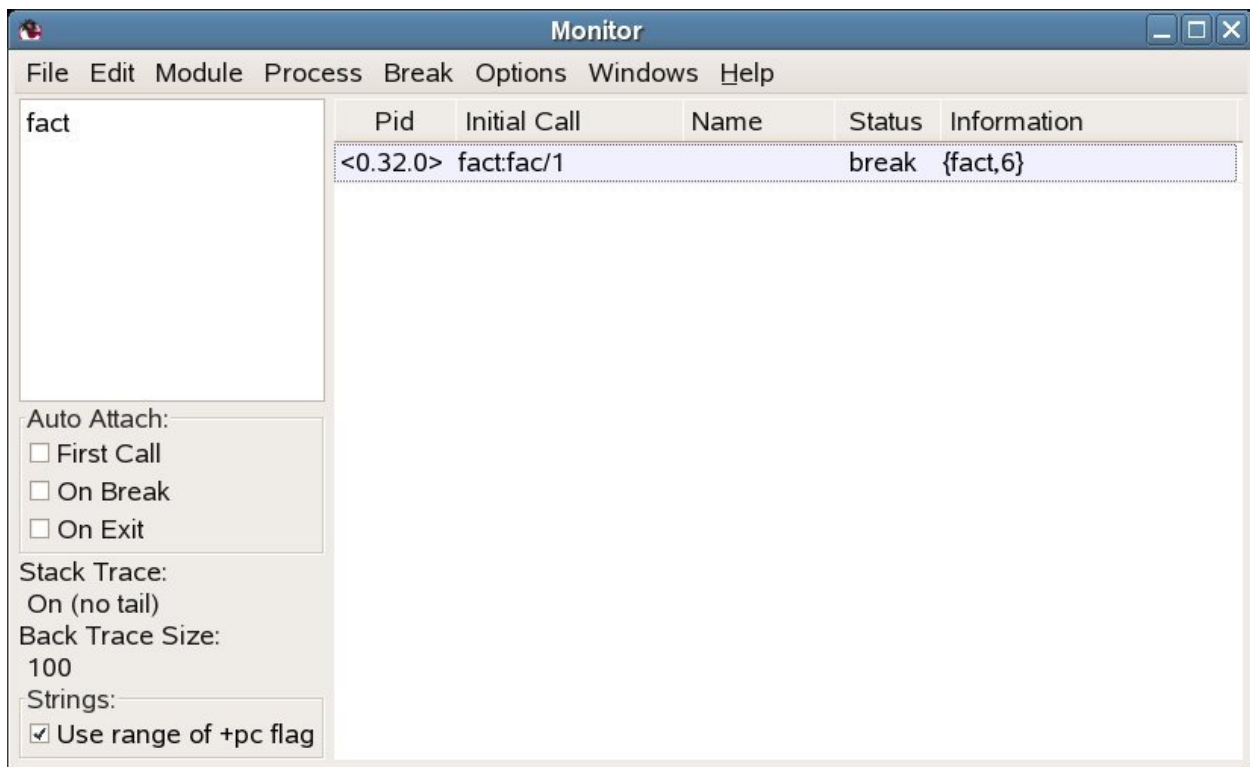 Monitor
File Edit Module Process Break Options Windows Help
fact
Pid Initial Call Name Status Information
<0.32.0> fact:fac/1 break {fact,6}
Auto Attach:
First Call
On Break
On Exit
Stack Trace:
On (no tail)
Back Trace Size:
100
Strings:
Use range of +pc flag